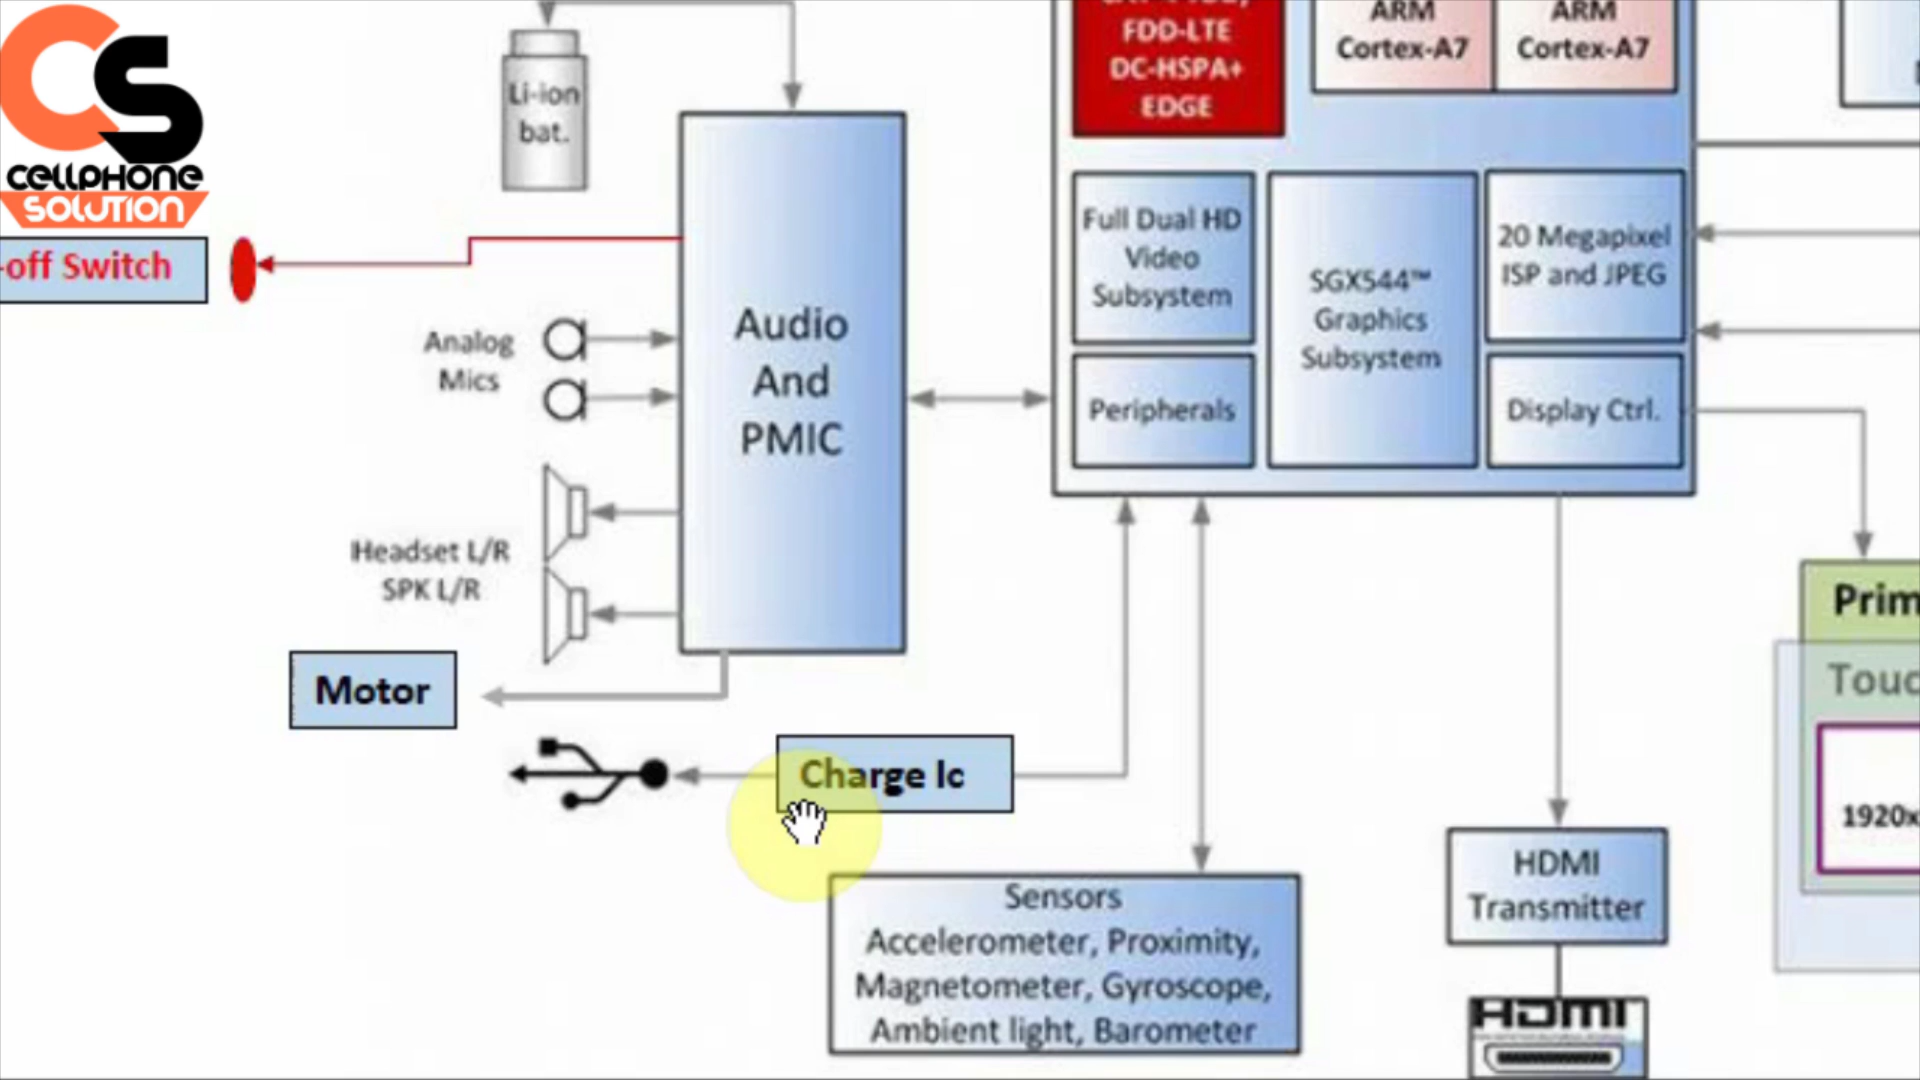 CS
CELLPHONE
SOLUTION
-off Switch
Li-ion
bat.
Analog
Mics
Headset L/R
SPK L/R
Motor
Audio
And
PMIC
Charge Ic
FDD-LTE
DC-HSPA+
EDGE
ARM
Cortex-A7
ARM
Cortex-A7
Full Dual HD
Video
Subsystem
SGX544™
Graphics
Subsystem
20 Megapixel
ISP and JPEG
Peripherals
Display Ctrl.
Sensors
Accelerometer, Proximity,
Magnetometer, Gyroscope,
Ambient light, Barometer
HDMI
Transmitter
HDMI
Prim
Touc
1920x